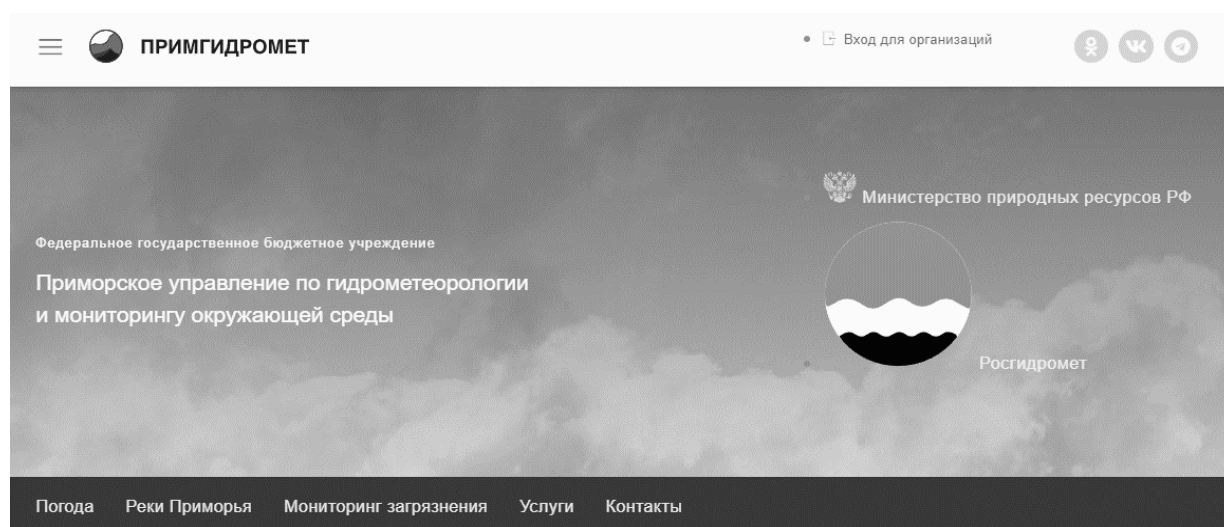 ПРИМГИДРОМЕТ
Вход для организаций
Министерство природных ресурсов РФ
Федеральное государственное бюджетное учреждение
Приморское управление по гидрометеорологии
и мониторингу окружающей среды
Росгидромет
Погода Реки Приморья Мониторинг загрязнения Услуги Контакты